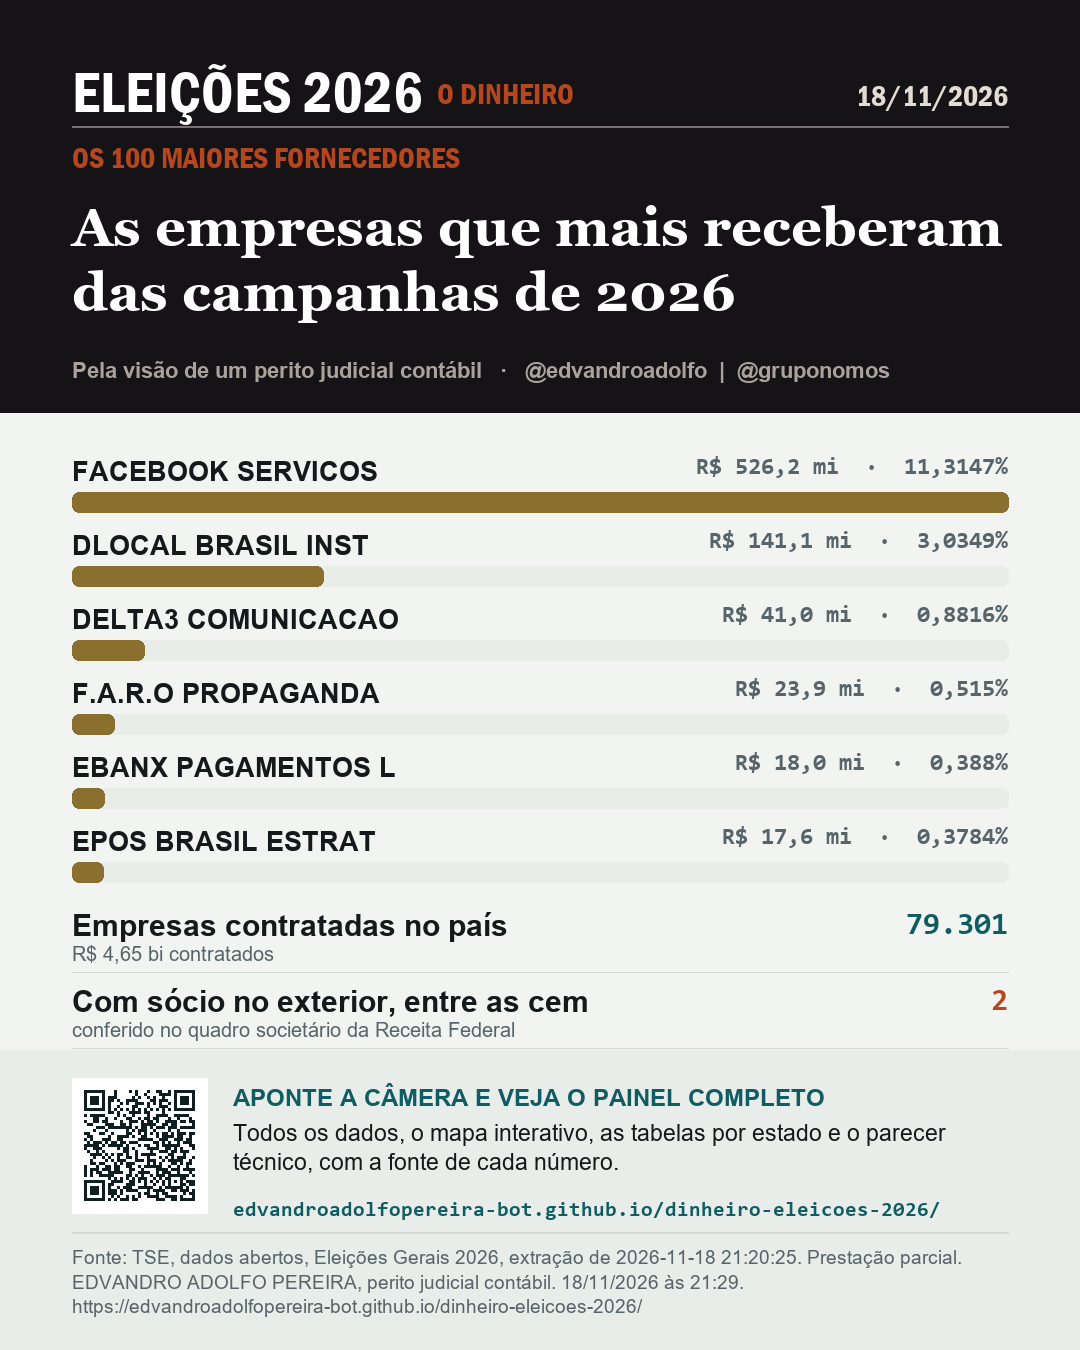 ELEIÇÕES 2026 O DINHEIRO 18/11/2026
OS 100 MAIORES FORNECEDORES
As empresas que mais receberam
das campanhas de 2026
Pela visão de um perito judicial contábil · @edvandroadolfo | @gruponomos
FACEBOOK SERVICOS R$ 526,2 mi · 11,3147%
DLOCAL BRASIL INST R$ 141,1 mi · 3,0349%
DELTA3 COMUNICACAO R$ 41,0 mi · 0,8816%
F.A.R.O PROPAGANDA R$ 23,9 mi · 0,515%
EBANX PAGAMENTOS L R$ 18,0 mi · 0,388%
EPOS BRASIL ESTRAT R$ 17,6 mi · 0,3784%
Empresas contratadas no país 79.301
R$ 4,65 bi contratados
Com sócio no exterior, entre as cem 2
conferido no quadro societário da Receita Federal
APONTE A CÂMERA E VEJA O PAINEL COMPLETO
Todos os dados, o mapa interativo, as tabelas por estado e o parecer
técnico, com a fonte de cada número.
edvandroadolfopereira-bot.github.io/dinheiro-eleicoes-2026/
Fonte: TSE, dados abertos, Eleições Gerais 2026, extração de 2026-11-18 21:20:25. Prestação parcial.
EDVANDRO ADOLFO PEREIRA, perito judicial contábil. 18/11/2026 às 21:29.
https://edvandroadolfopereira-bot.github.io/dinheiro-eleicoes-2026/